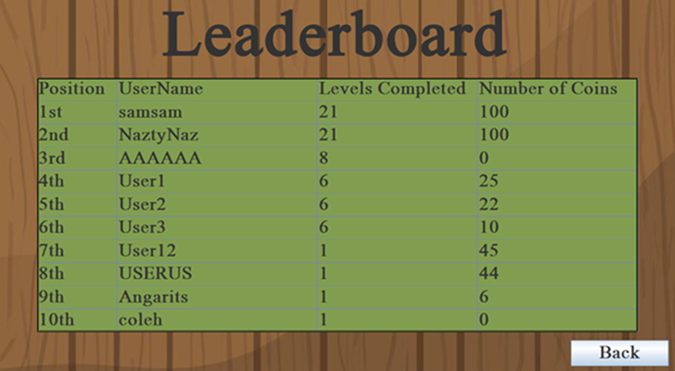 Leaderboard
Position UserName Levels Completed Number of Coins
1st samsam 21 100
2nd NaztyNaz 21 100
3rd AAAAAA 8 0
4th User1 6 25
5th User2 6 22
6th User3 6 10
7th User12 1 45
8th USERUS 1 44
9th Angarits 1 6
10th coleh 1 0
Back